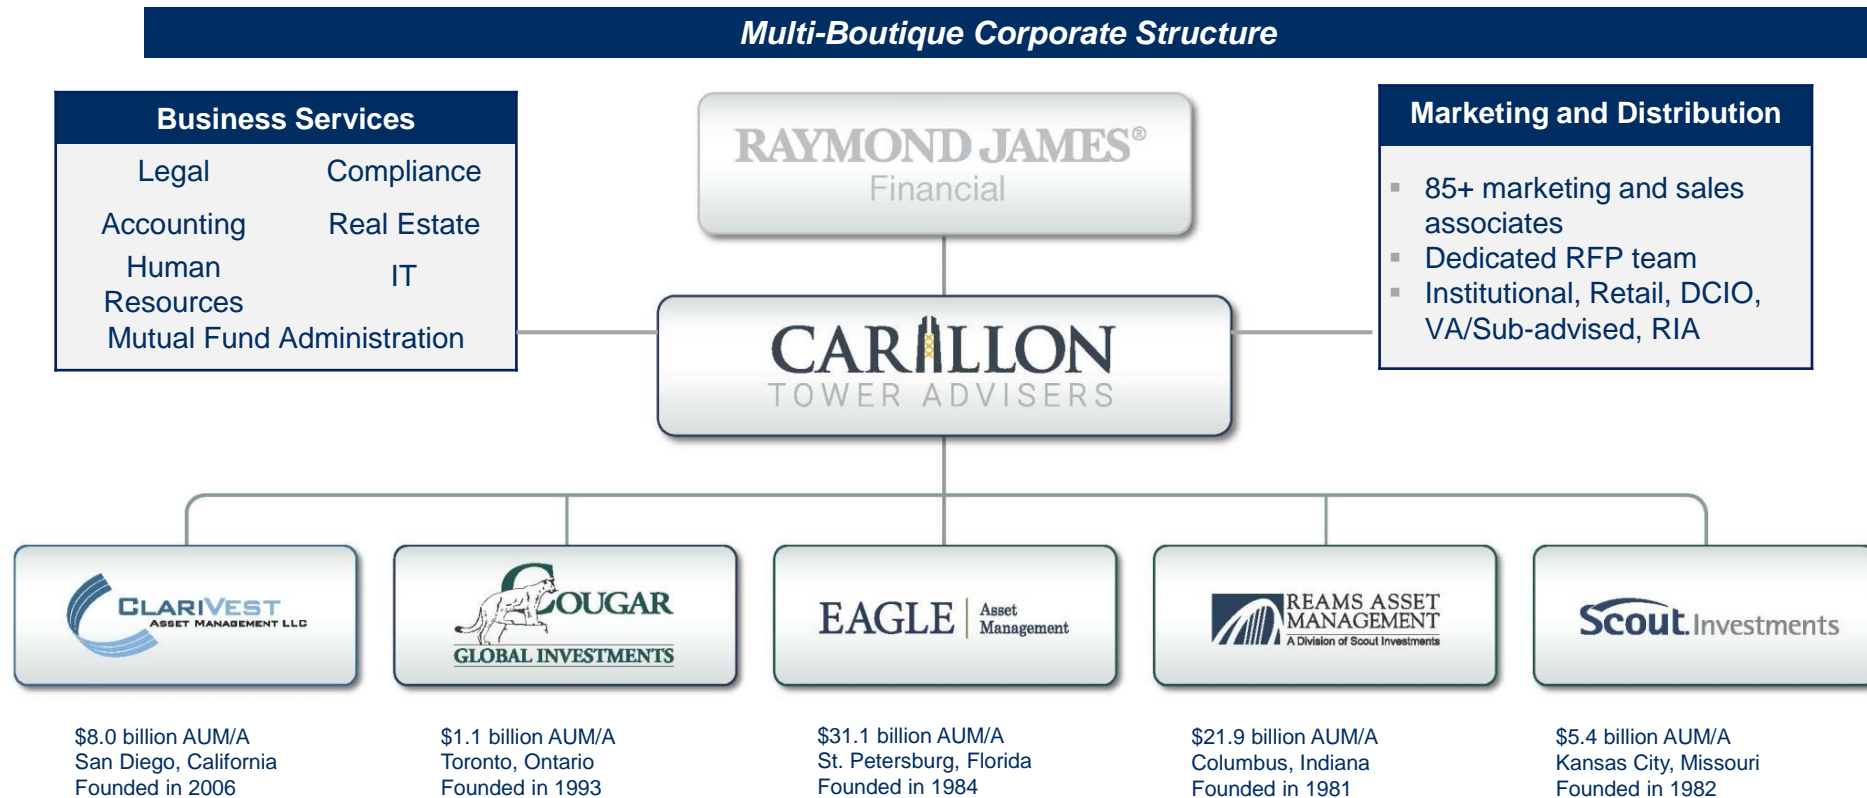 Multi-Boutique Corporate Structure
Business Services
Legal Compliance
Accounting Real Estate
Human
Resources
IT
Mutual Fund Administration
RAYMOND JAMES®
Financial
Marketing and Distribution
▪ 85+ marketing and sales
associates
▪ Dedicated RFP team
▪ Institutional, Retail, DCIO,
VA/Sub-advised, RIA
CARILLON
TOWER ADVISERS
CLARIVEST
ASSET MANAGEMENT LLC
COUGAR
GLOBAL INVESTMENTS
EAGLE
Asset
Management
REAMS ASSET
MANAGEMENT
A Division of Scout Investments
Scout Investments
$8.0 billion AUM/A
San Diego, California
Founded in 2006
$1.1 billion AUM/A
Toronto, Ontario
Founded in 1993
$31.1 billion AUM/A
St. Petersburg, Florida
Founded in 1984
$21.9 billion AUM/A
Columbus, Indiana
Founded in 1981
$5.4 billion AUM/A
Kansas City, Missouri
Founded in 1982